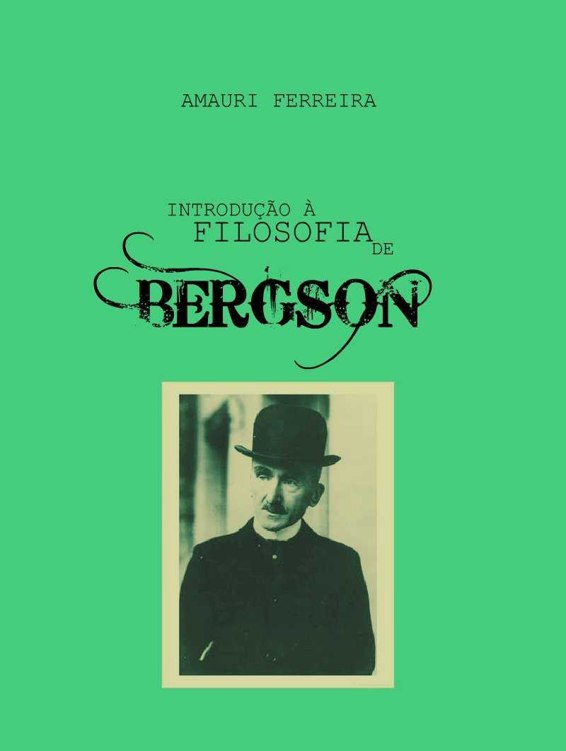 AMAURI FERREIRA
INTRODUÇÃO À
FILOSOFIA
DE
BERGSON